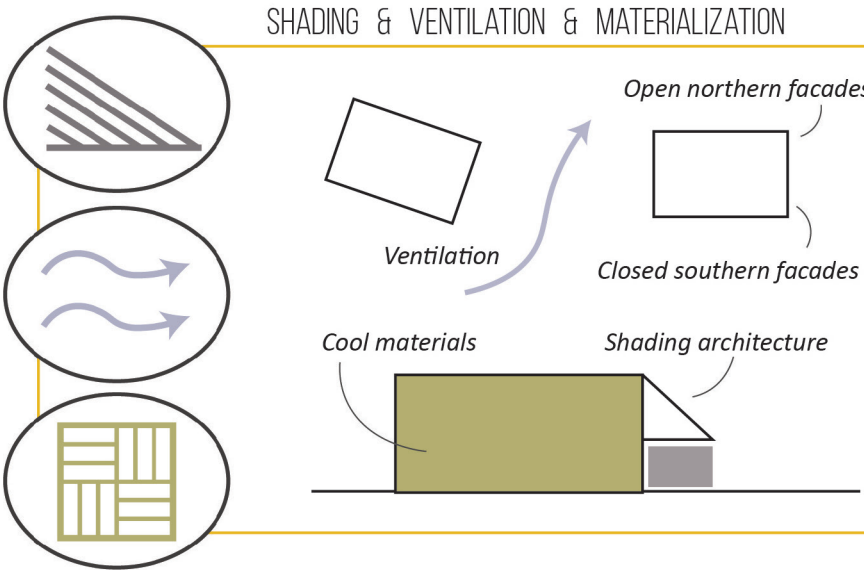 SHADING & VENTILATION & MATERIALIZATION
Open northern facades
Ventilation
Closed southern facades
Cool materials
Shading architecture